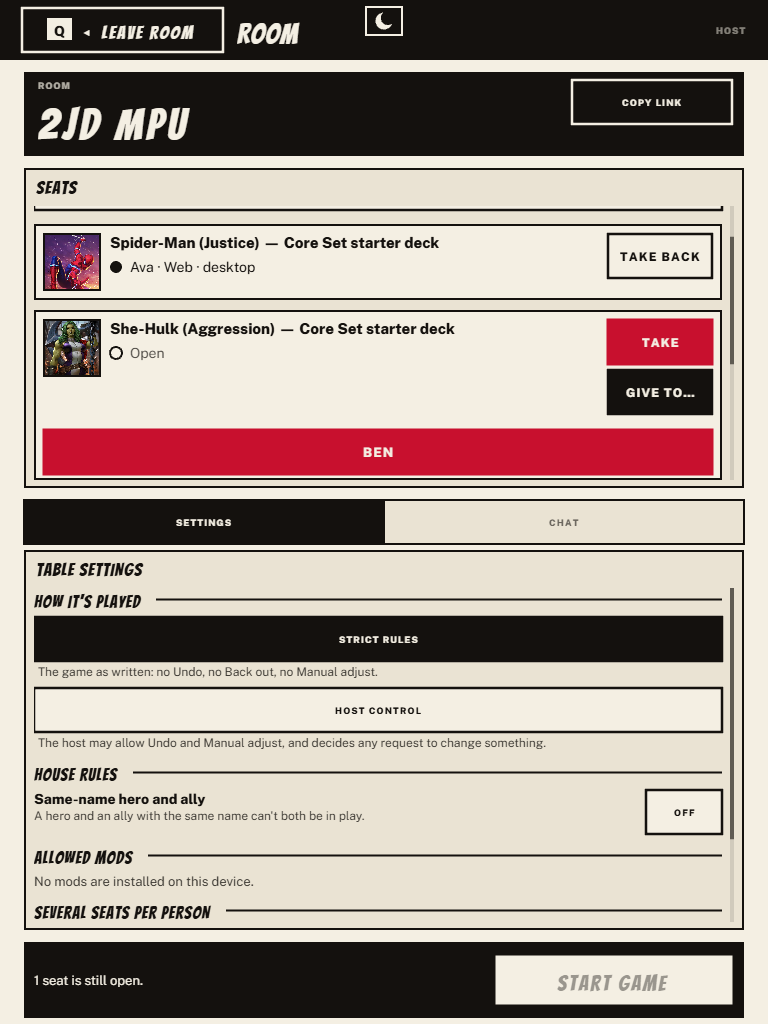 Q ◂ LEAVE ROOM
ROOM
HOST
ROOM
2JD MPU
COPY LINK
SEATS
Spider-Man (Justice) — Core Set starter deck
Ava · Web · desktop
TAKE BACK
She-Hulk (Aggression) — Core Set starter deck
Open
TAKE
GIVE TO...
BEN
SETTINGS
CHAT
TABLE SETTINGS
HOW IT'S PLAYED
STRICT RULES
The game as written: no Undo, no Back out, no Manual adjust.
HOST CONTROL
The host may allow Undo and Manual adjust, and decides any request to change something.
HOUSE RULES
Same-name hero and ally
A hero and an ally with the same name can't both be in play.
OFF
ALLOWED MODS
No mods are installed on this device.
SEVERAL SEATS PER PERSON
1 seat is still open.
START GAME